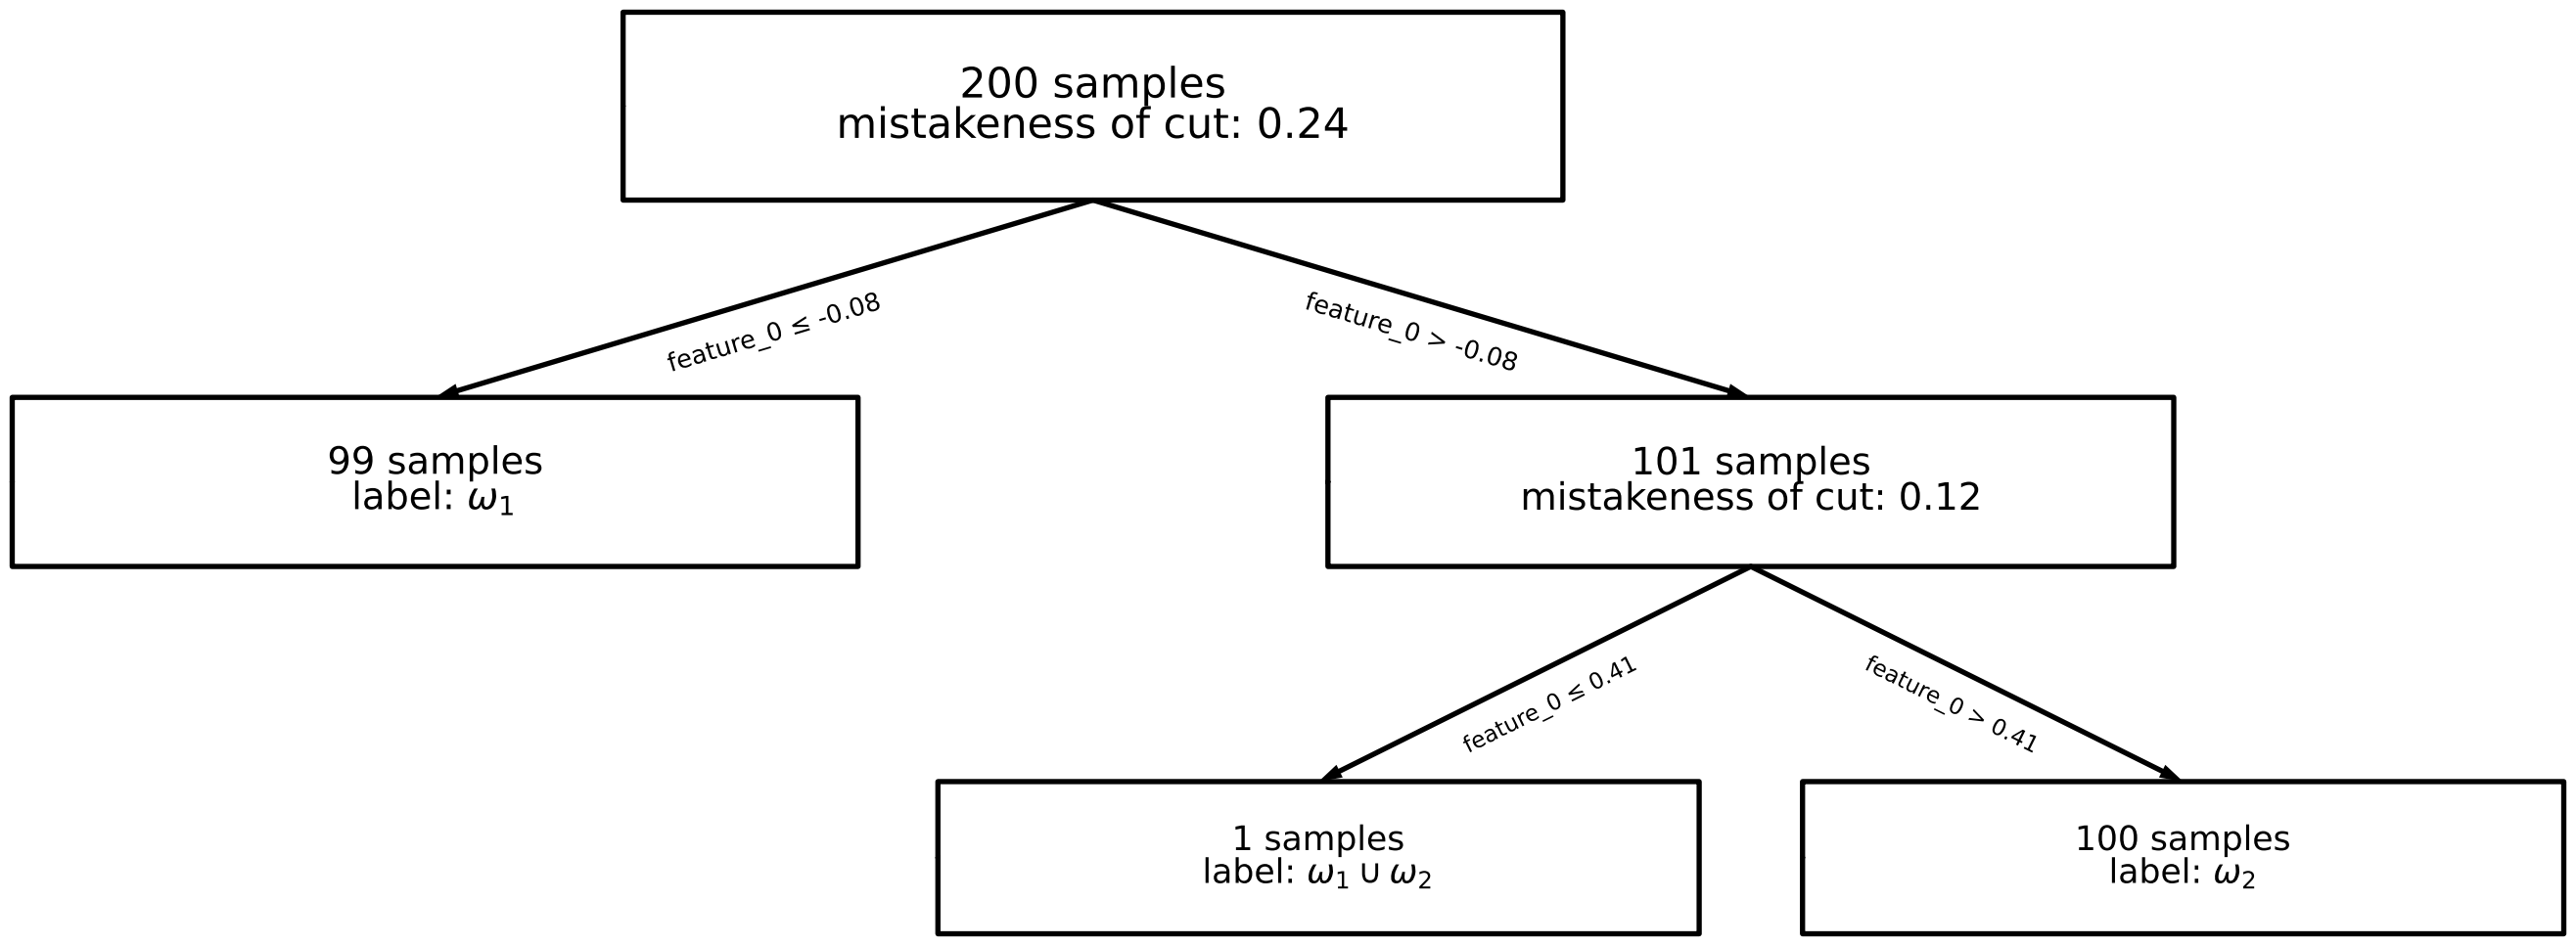 200 samples
mistakeness of cut: 0.24
feature_0 ≤ -0.08
feature_0 > -0.08
99 samples
label: ω₁
101 samples
mistakeness of cut: 0.12
feature_0 ≤ 0.41
feature_0 > 0.41
1 samples
label: ω₁ ∪ ω₂
100 samples
label: ω₂